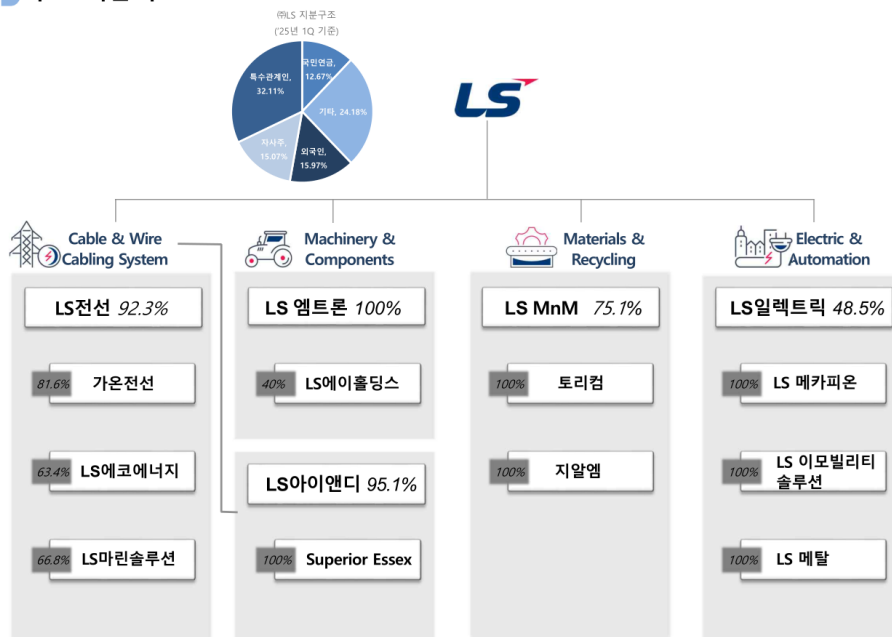 ㈜LS 지분구조
('25년 1Q 기준)
특수관계인,
32.11%
국민연금,
12.67%
기타, 24.18%
자사주,
15.07%
외국인,
15.97%
LS
Cable & Wire
Cabling System
LS전선 92.3%
81.6% 가온전선
63.4% LS에코에너지
66.8% LS마린솔루션
Machinery &
Components
LS 엠트론 100%
40% LS에이홀딩스
LS아이앤디 95.1%
100% Superior Essex
Materials &
Recycling
LS MnM 75.1%
100% 토리컴
100% 지알엠
Electric &
Automation
LS일렉트릭 48.5%
100% LS 메카피온
100% LS 이모빌리티
솔루션
100% LS 메탈